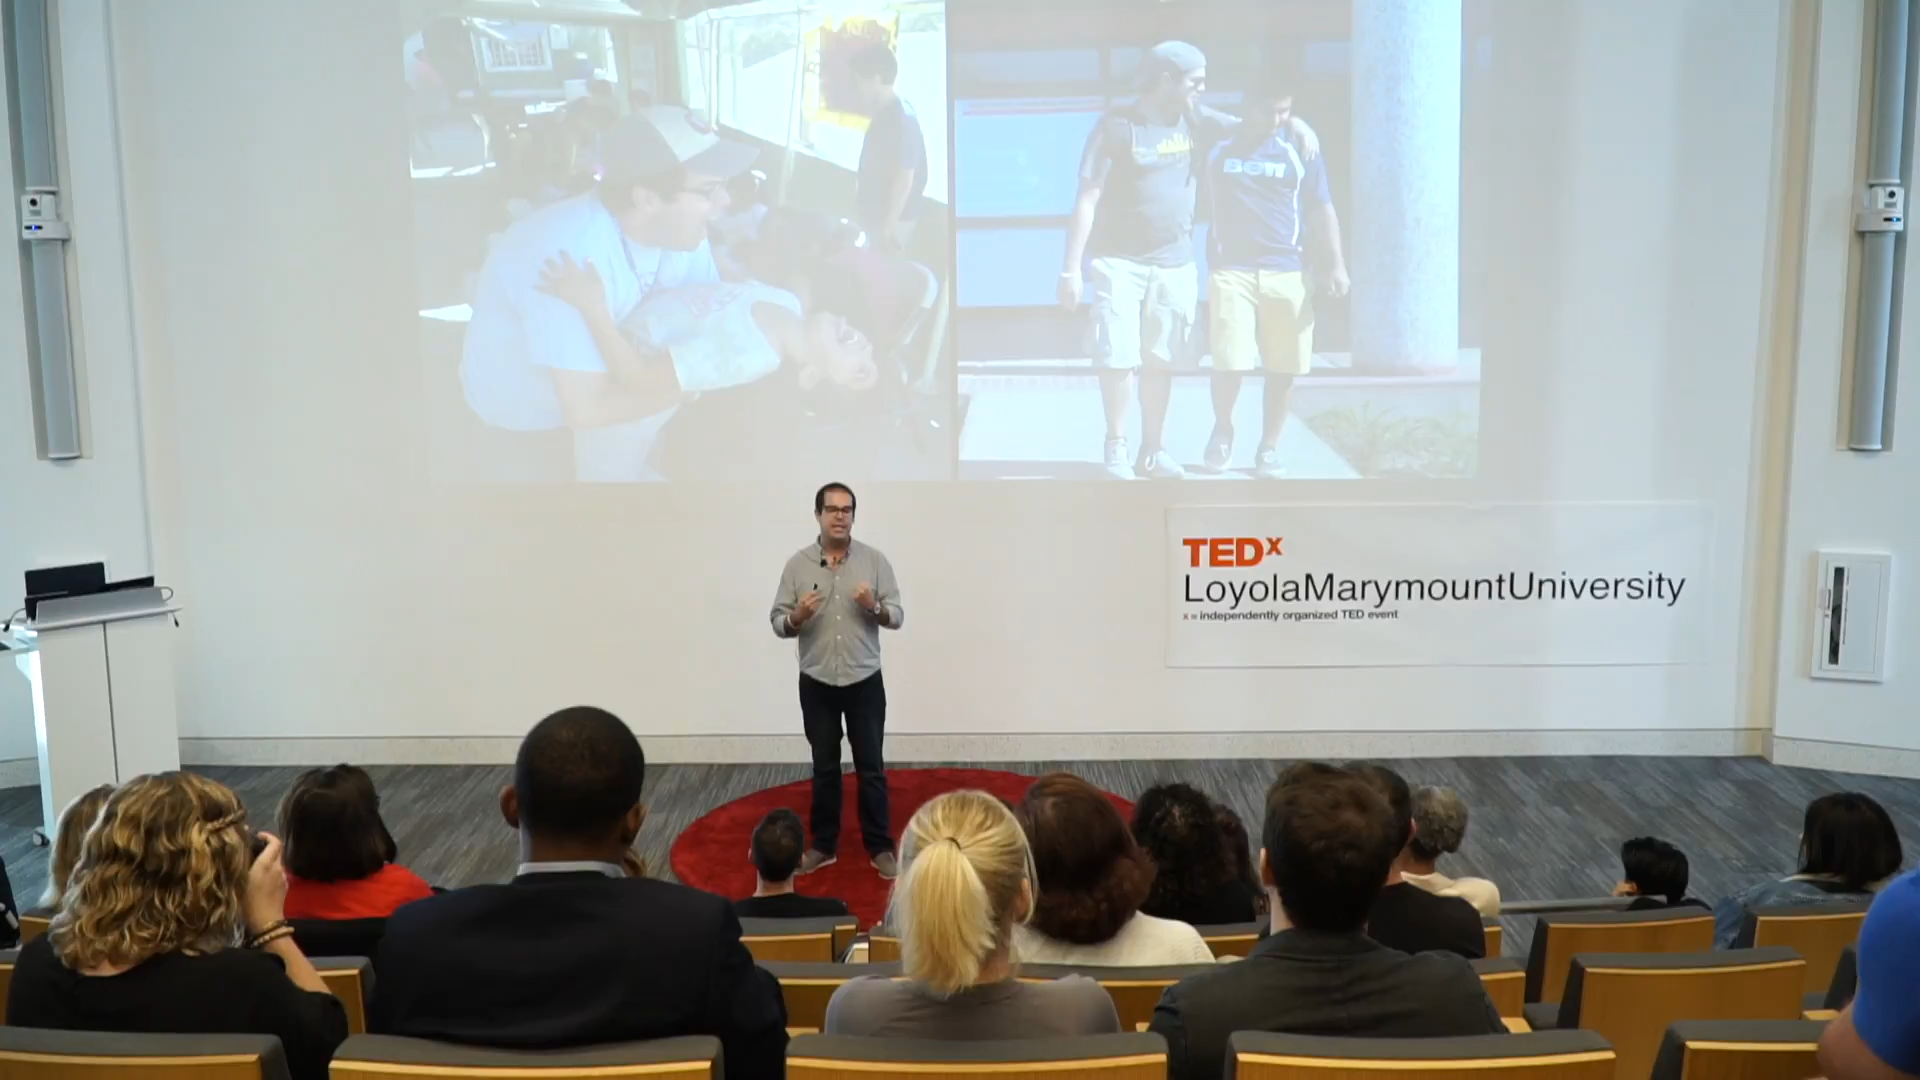 TEDx
LoyolaMarymountUniversity
x = independently organized TED event